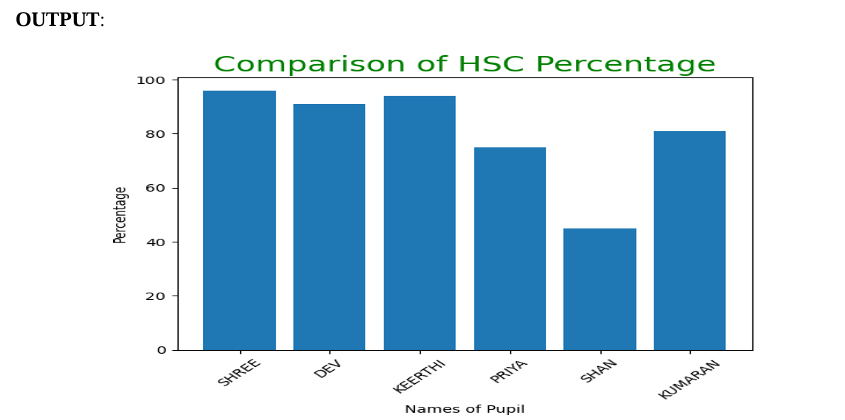 OUTPUT:
Comparison of HSC Percentage
100
80
60
40
20
0
Percentage
SHREE
DEV
KEERTHI
PRIYA
SHAN
KUMARAN
Names of Pupil